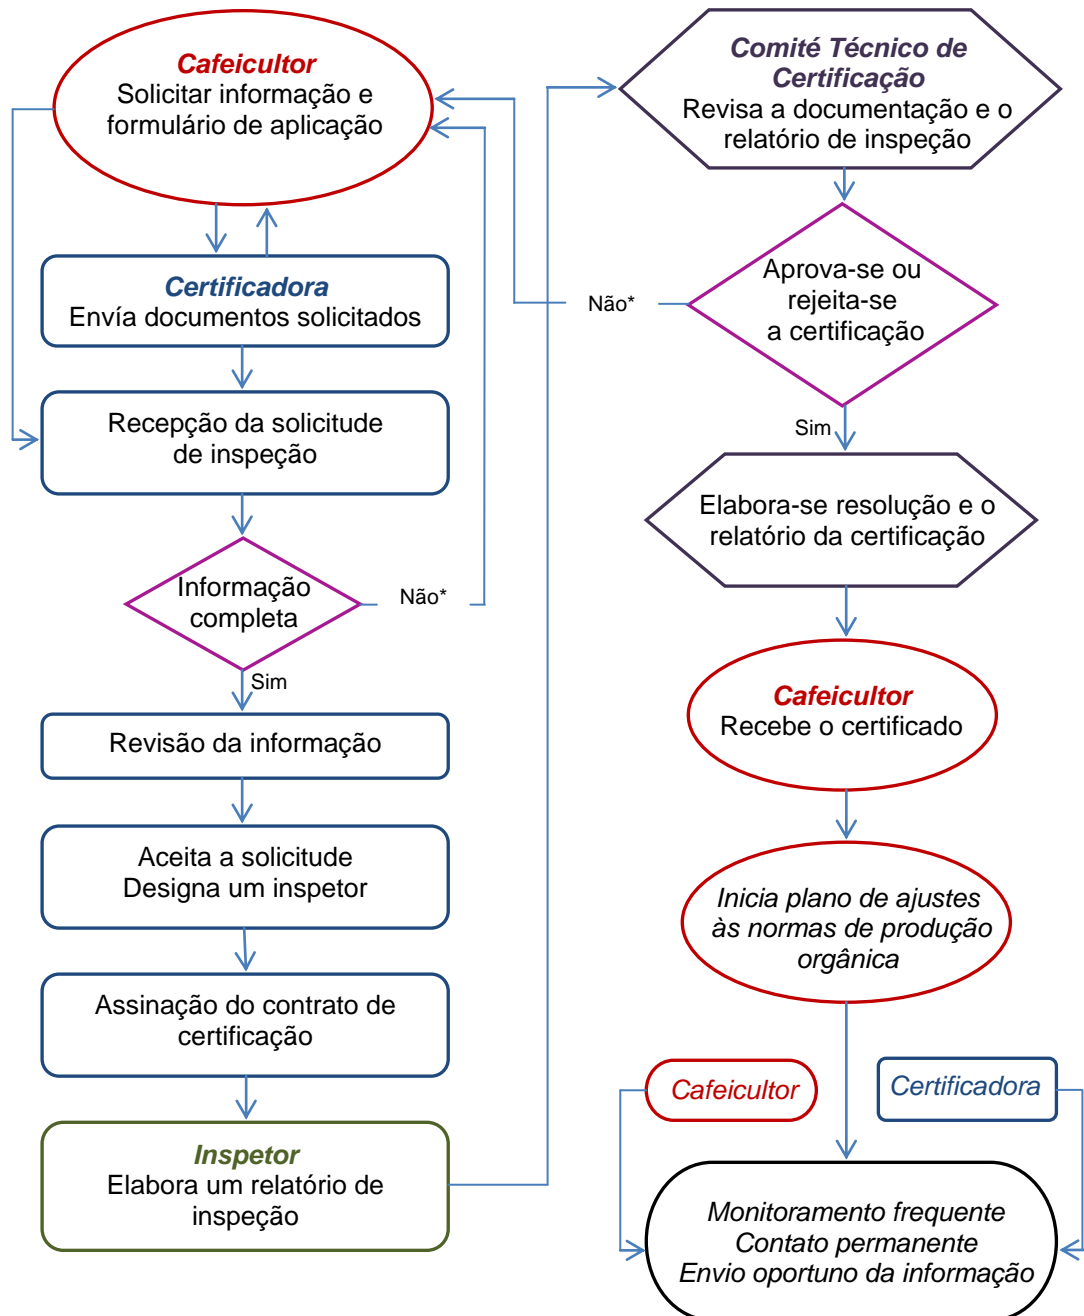 Cafeicultor
Solicitar informação e
formulário de aplicação
Certificadora
Envía documentos solicitados
Recepção da solicitude
de inspeção
Informação
completa
Não*
Sim
Revisão da informação
Aceita a solicitude
Designa um inspetor
Assinação do contrato de
certificação
Inspetor
Elabora um relatório de
inspeção
Comité Técnico de
Certificação
Revisa a documentação e o
relatório de inspeção
Aprova-se ou
rejeita-se
a certificação
Não*
Sim
Elabora-se resolução e o
relatório da certificação
Cafeicultor
Recebe o certificado
Inicia plano de ajustes
às normas de produção
orgânica
Cafeicultor
Certificadora
Monitoramento frequente
Contato permanente
Envio oportuno da informação